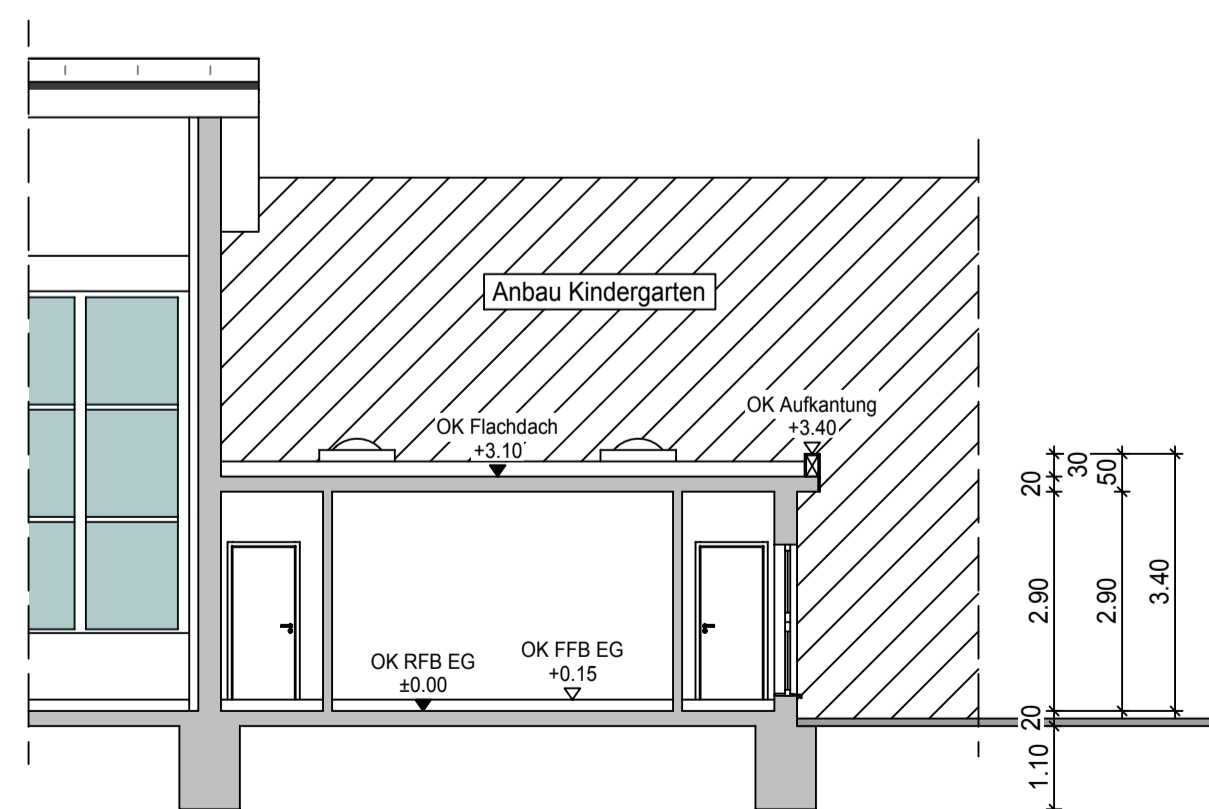 Anbau Kindergarten
OK Aufkantung
+3.40
OK Flachdach
+3.10
OK RFB EG
±0.00
OK FFB EG
+0.15
20
30
50
2.90
2.90
3.40
20
1.10